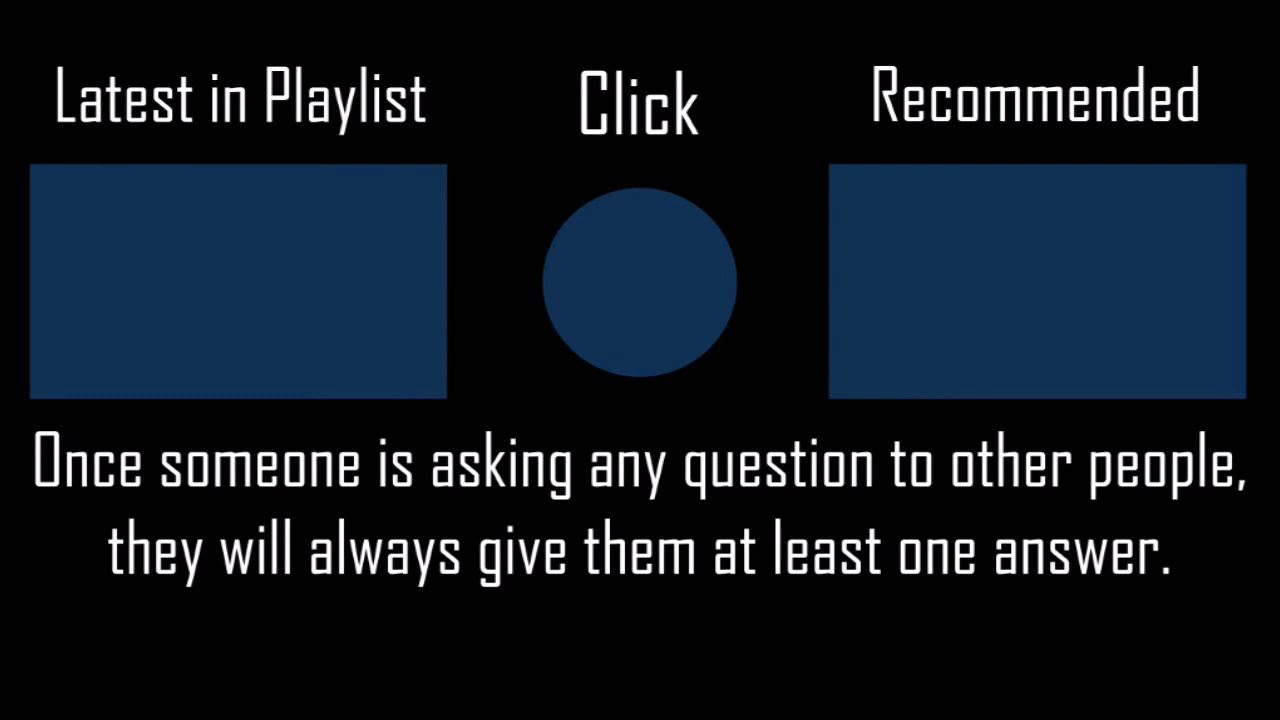 Latest in Playlist
Click
Recommended
Once someone is asking any question to other people,
they will always give them at least one answer.